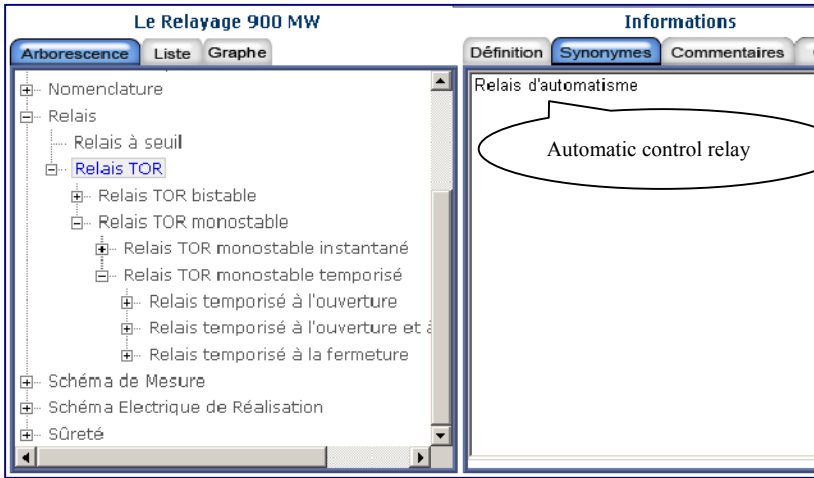 Le Relayage 900 MW
Arborescence Liste Graphe
Nomenclature
Relais
Relais à seuil
Relais TOR
Relais TOR bistable
Relais TOR monostable
Relais TOR monostable instantané
Relais TOR monostable temporisé
Relais temporisé à l'ouverture
Relais temporisé à l'ouverture et
Relais temporisé à la fermeture
Schéma de Mesure
Schéma Electrique de Réalisation
Sûreté
Informations
Définition Synonymes Commentaires
Relais d'automatisme
Automatic control relay